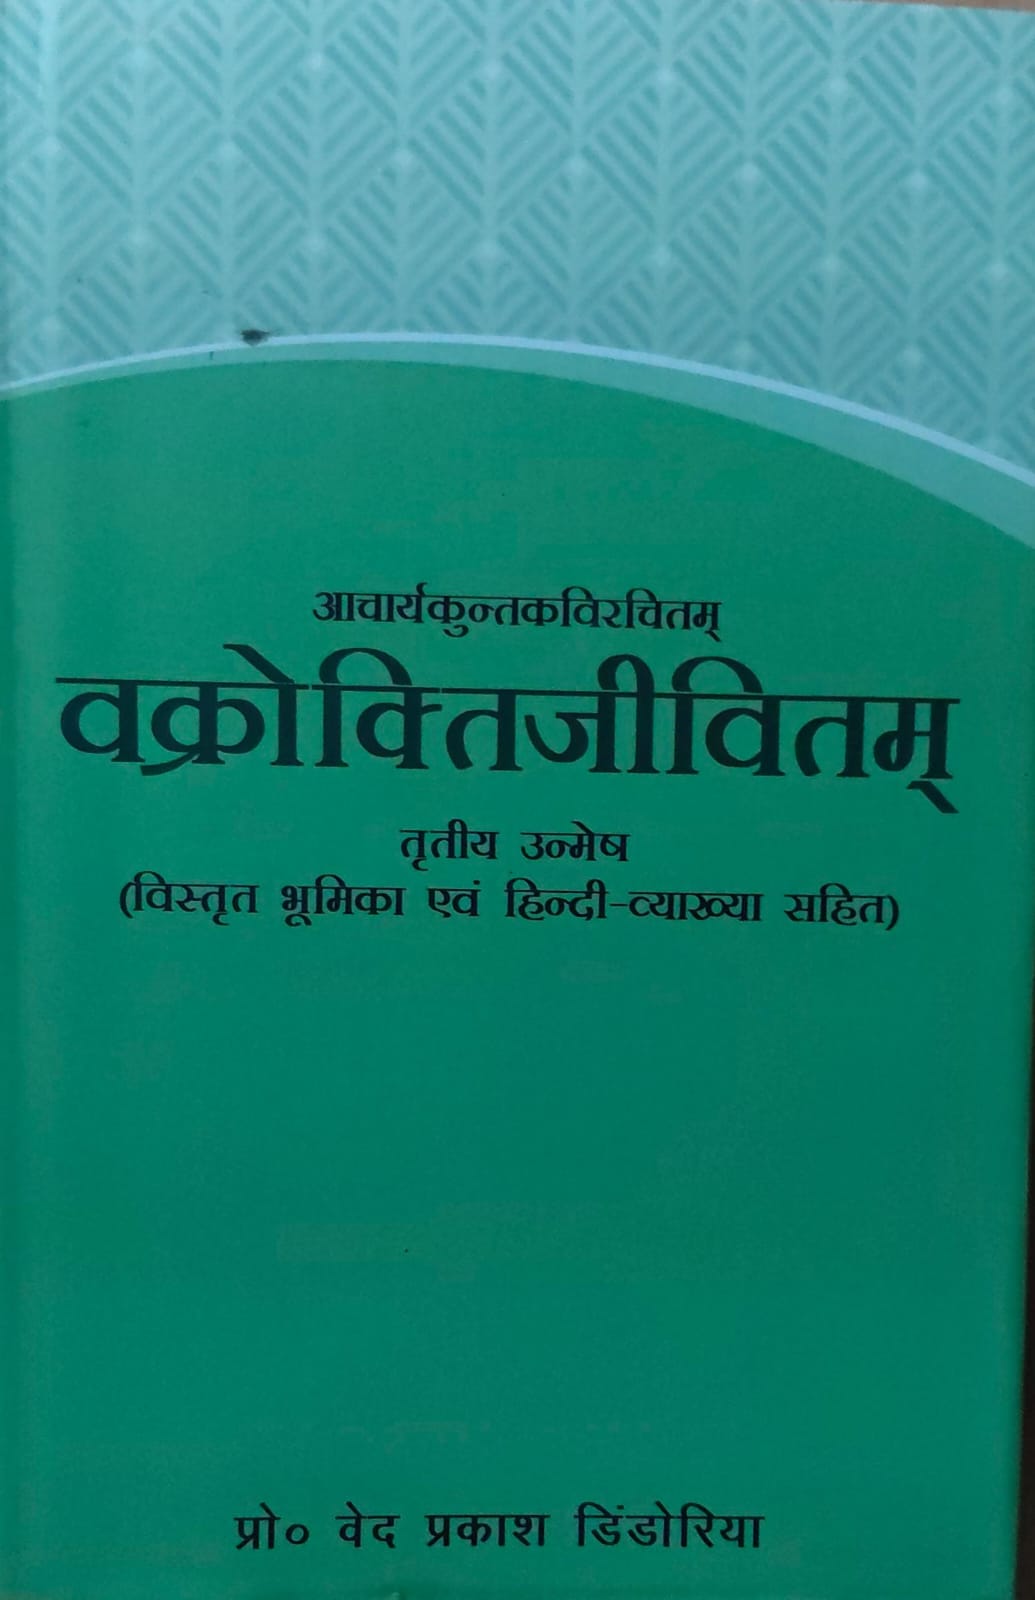 आचार्यकुन्तकविरचितम्
वक्रोक्तिजीवितम्
तृतीय उन्मेष
(विस्तृत भूमिका एवं हिन्दी-व्याख्या सहित)
प्रो० वेद प्रकाश डिंडोरिया